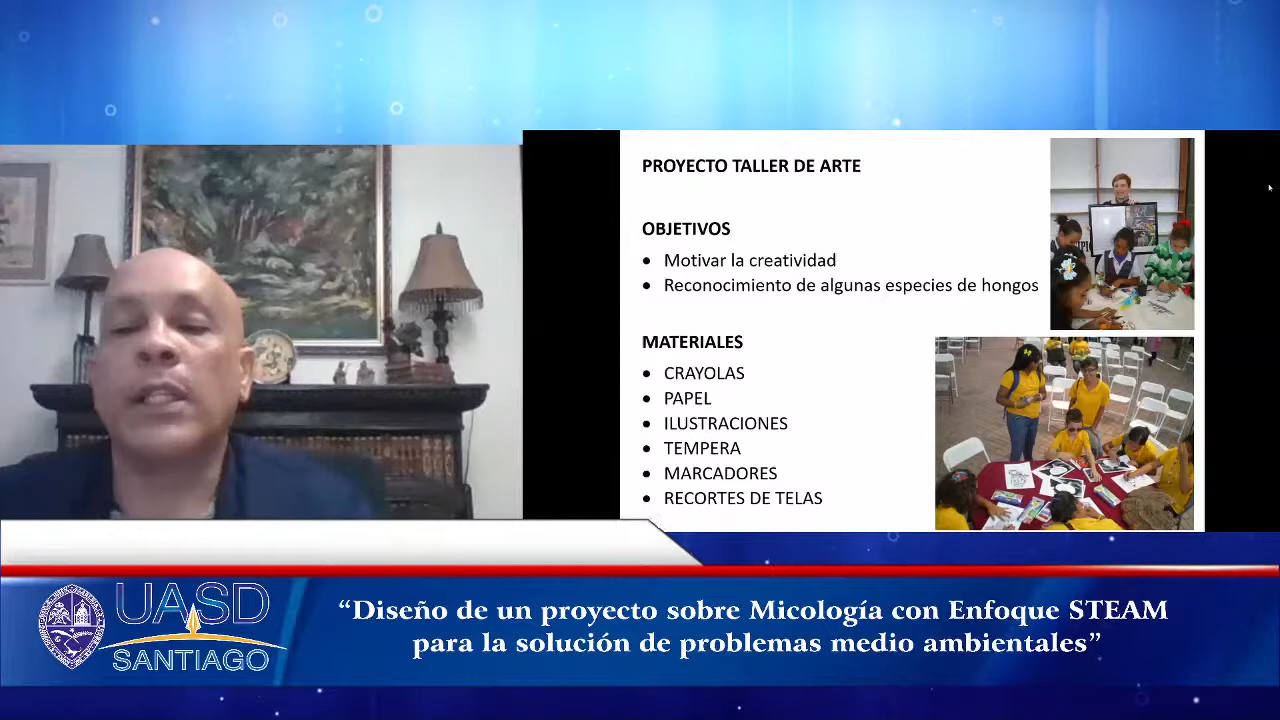 PROYECTO TALLER DE ARTE
OBJETIVOS
• Motivar la creatividad
• Reconocimiento de algunas especies de hongos
MATERIALES
• CRAYOLAS
• PAPEL
• ILUSTRACIONES
• TEMPERA
• MARCADORES
• RECORTES DE TELAS
UASD
SANTIAGO
“Diseño de un proyecto sobre Micología con Enfoque STEAM
para la solución de problemas medio ambientales”